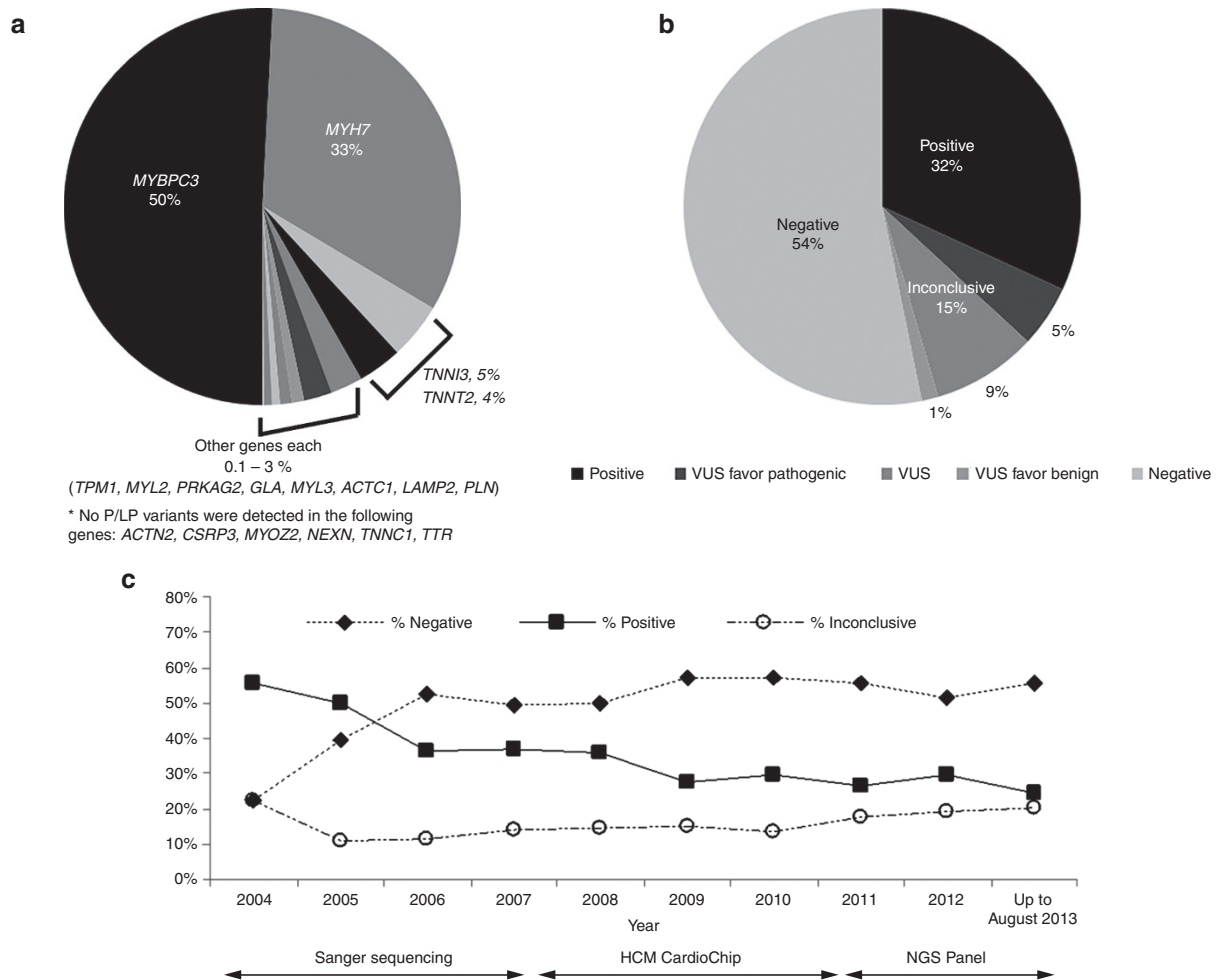 a
MYBPC3
50%
MYH7
33%
TNNI3, 5%
TNNT2, 4%
Other genes each
0.1 – 3 %
(TPM1, MYL2, PRKAG2, GLA, MYL3, ACTC1, LAMP2, PLN)
* No P/LP variants were detected in the following
genes: ACTN2, CSRP3, MYOZ2, NEXN, TNNC1, TTR
b
Positive
32%
Negative
54%
Inconclusive
15%
5%
9%
1%
Positive VUS favor pathogenic VUS VUS favor benign Negative
c
% Negative % Positive % Inconclusive
80%
70%
60%
50%
40%
30%
20%
10%
0%
2004 2005 2006 2007 2008 2009 2010 2011 2012 Up to
August 2013
Year
Sanger sequencing HCM CardioChip NGS Panel